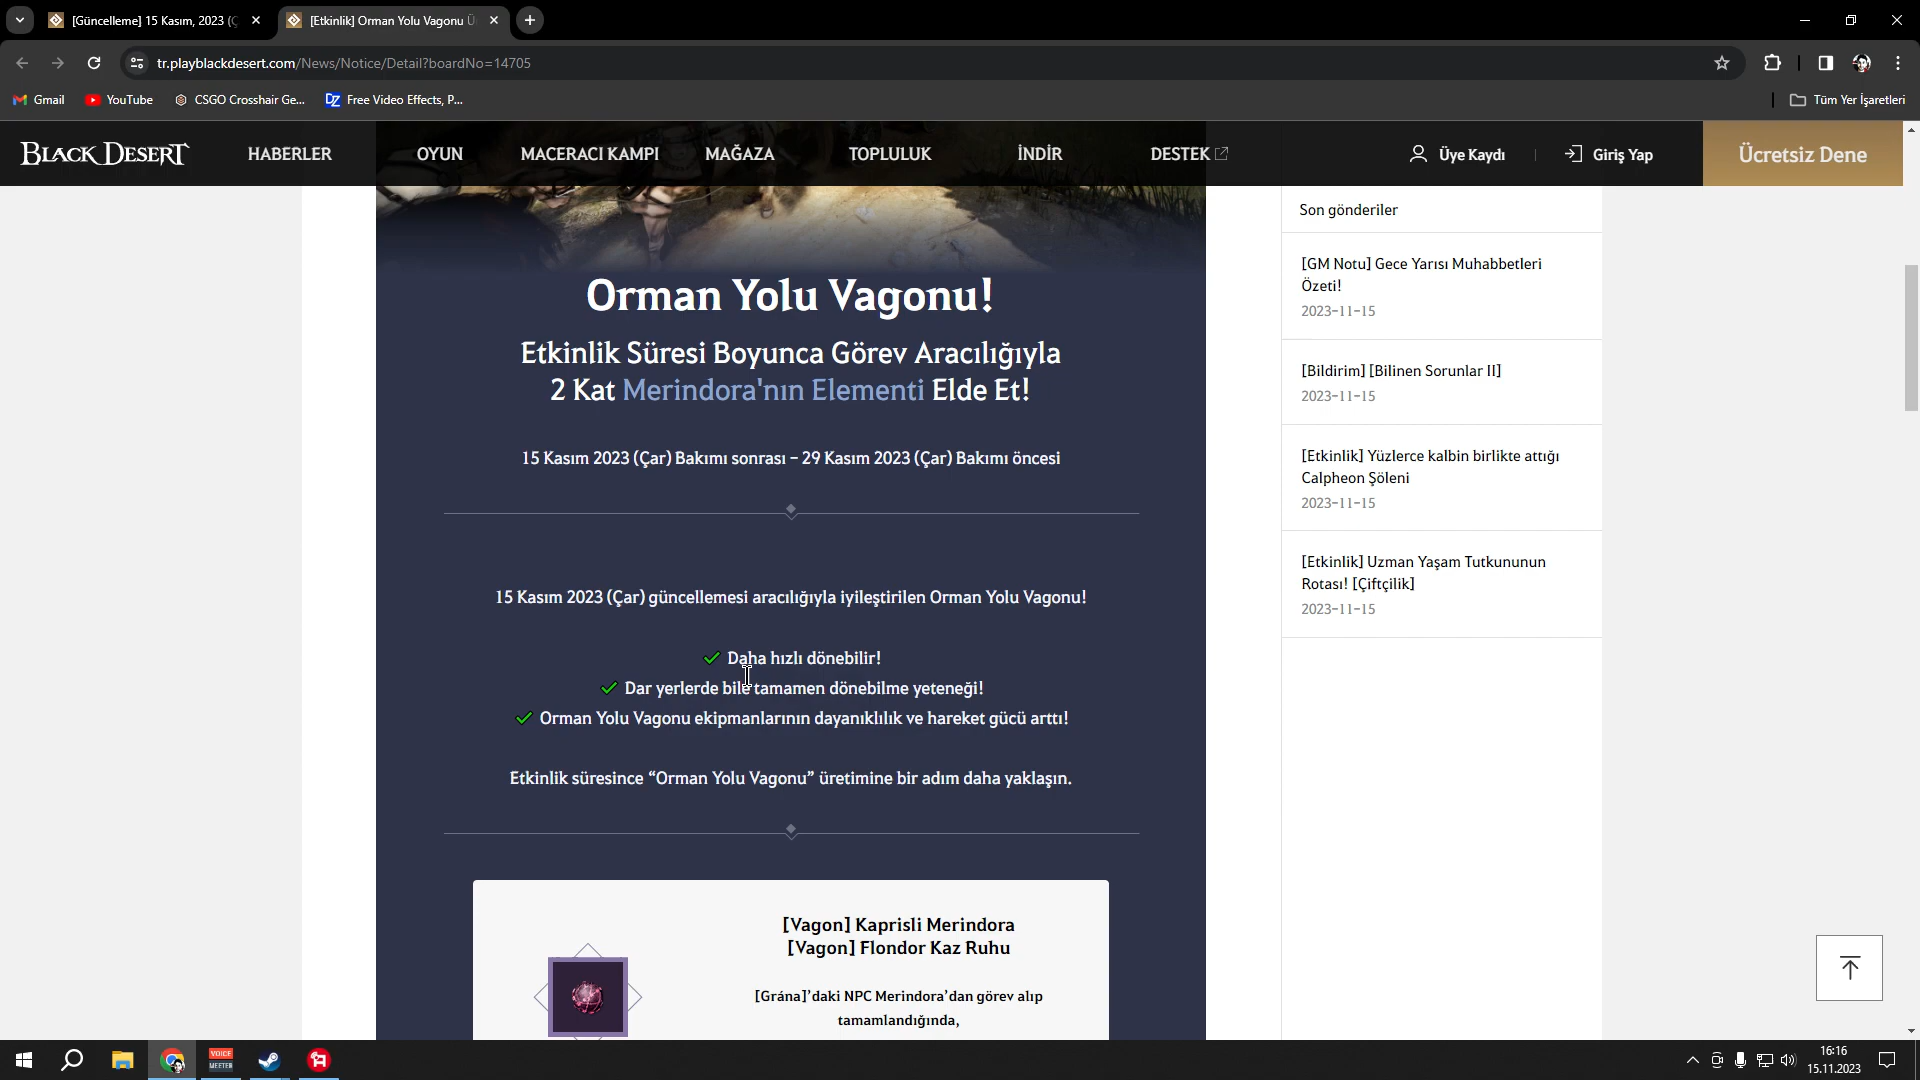 [Güncelleme] 15 Kasım, 2023 (Ç
[Etkinlik] Orman Yolu Vagonu Ü
tr.playblackdesert.com/News/Notice/Detail?boardNo=14705
Gmail
YouTube
CSGO Crosshair Ge...
Free Video Effects, P...
Tüm Yer İşaretleri
BLACK DESERT
HABERLER
OYUN
MACERACI KAMPI
MAĞAZA
TOPLULUK
İNDİR
DESTEK
Üye Kaydı
Giriş Yap
Ücretsiz Dene
Orman Yolu Vagonu!
Etkinlik Süresi Boyunca Görev Aracılığıyla
2 Kat Merindora'nın Elementi Elde Et!
15 Kasım 2023 (Çar) Bakımı sonrası – 29 Kasım 2023 (Çar) Bakımı öncesi
15 Kasım 2023 (Çar) güncellemesi aracılığıyla iyileştirilen Orman Yolu Vagonu!
Daha hızlı dönebilir!
Dar yerlerde bile tamamen dönebilme yeteneği!
Orman Yolu Vagonu ekipmanlarının dayanıklılık ve hareket gücü arttı!
Etkinlik süresince “Orman Yolu Vagonu” üretimine bir adım daha yaklaşın.
[Vagon] Kaprisli Merindora
[Vagon] Flondor Kaz Ruhu
[Grána]’daki NPC Merindora’dan görev alıp
tamamlandığında,
Son gönderiler
[GM Notu] Gece Yarısı Muhabbetleri
Özeti!
2023-11-15
[Bildirim] [Bilinen Sorunlar II]
2023-11-15
[Etkinlik] Yüzlerce kalbin birlikte attığı
Calpheon Şöleni
2023-11-15
[Etkinlik] Uzman Yaşam Tutkununun
Rotası! [Çiftçilik]
2023-11-15
VOICE
MEETER
16:16
15.11.2023